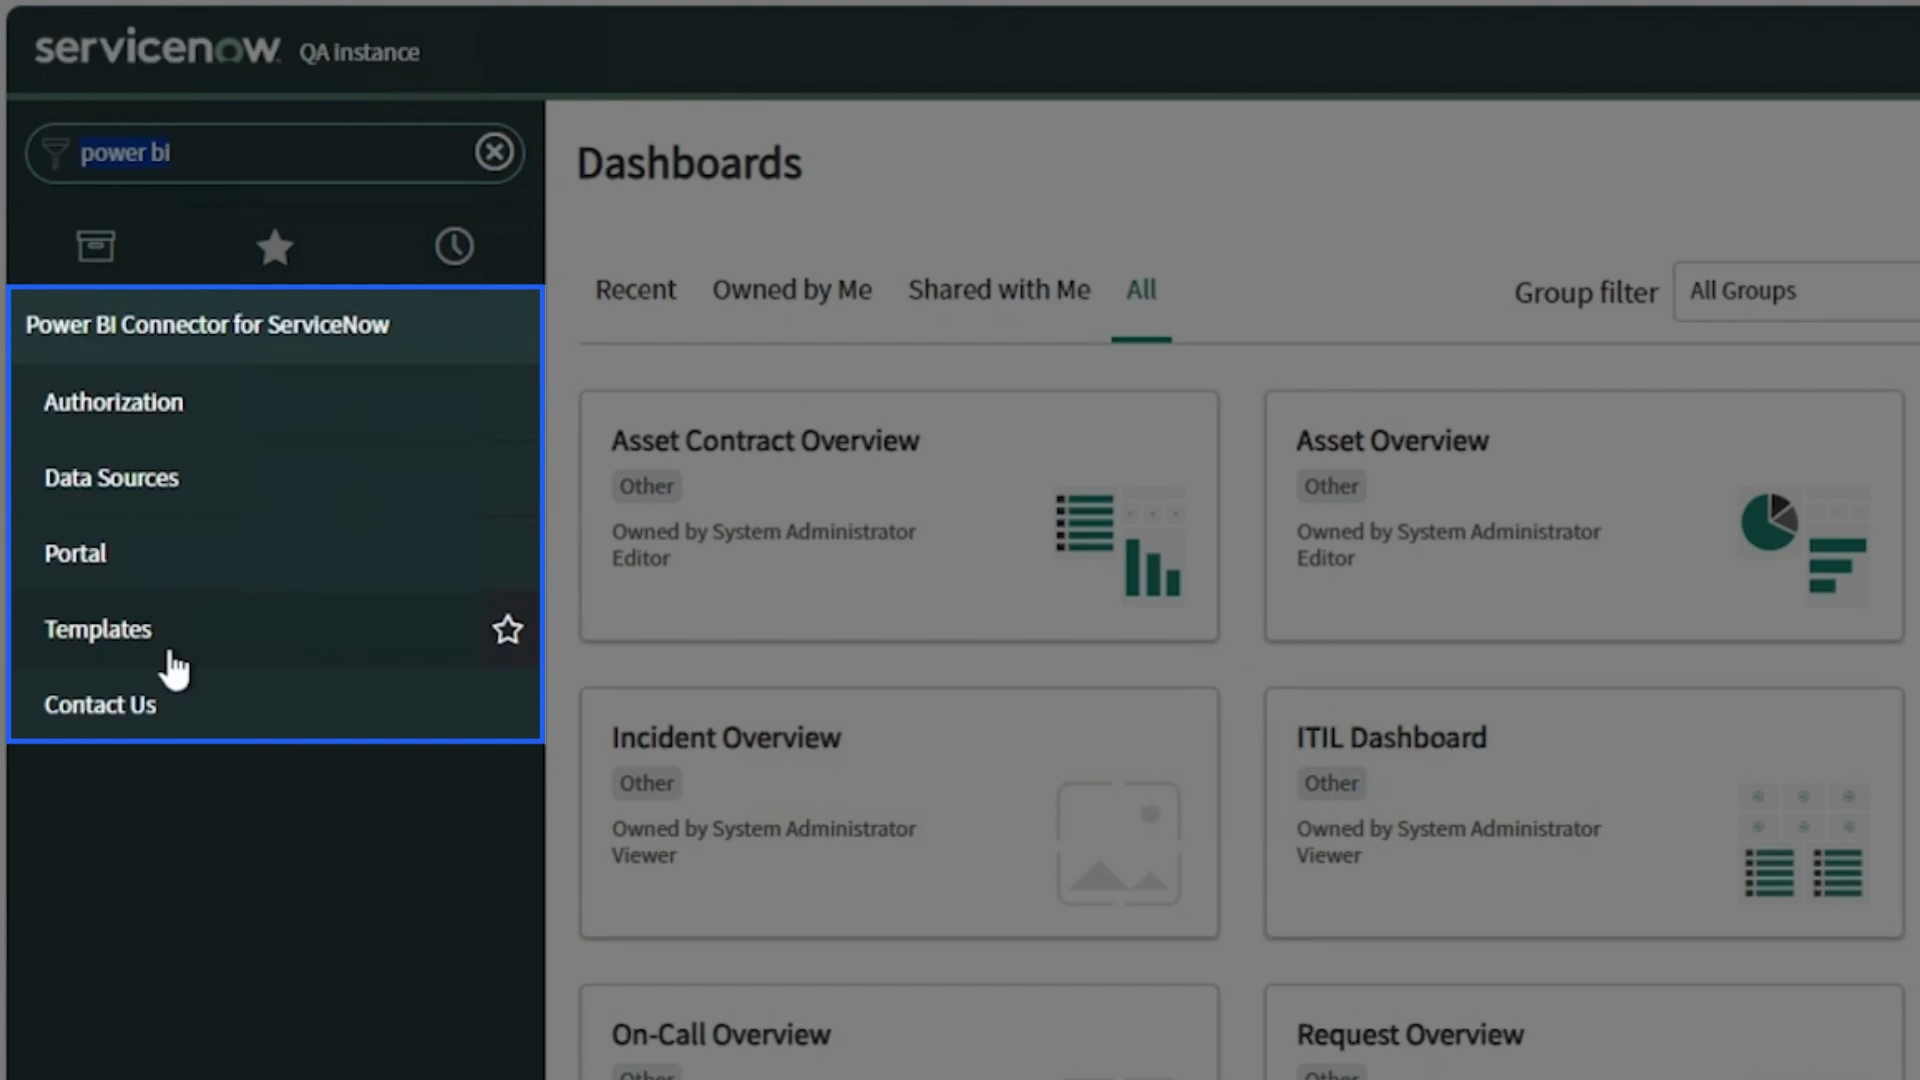 servicenow QA instance
power bi
Power BI Connector for ServiceNow
Authorization
Data Sources
Portal
Templates
Contact Us
Dashboards
Recent Owned by Me Shared with Me All
Group filter All Groups
Asset Contract Overview
Other
Owned by System Administrator
Editor
Asset Overview
Other
Owned by System Administrator
Editor
Incident Overview
Other
Owned by System Administrator
Viewer
ITIL Dashboard
Other
Owned by System Administrator
Viewer
On-Call Overview
Other
Request Overview
Other